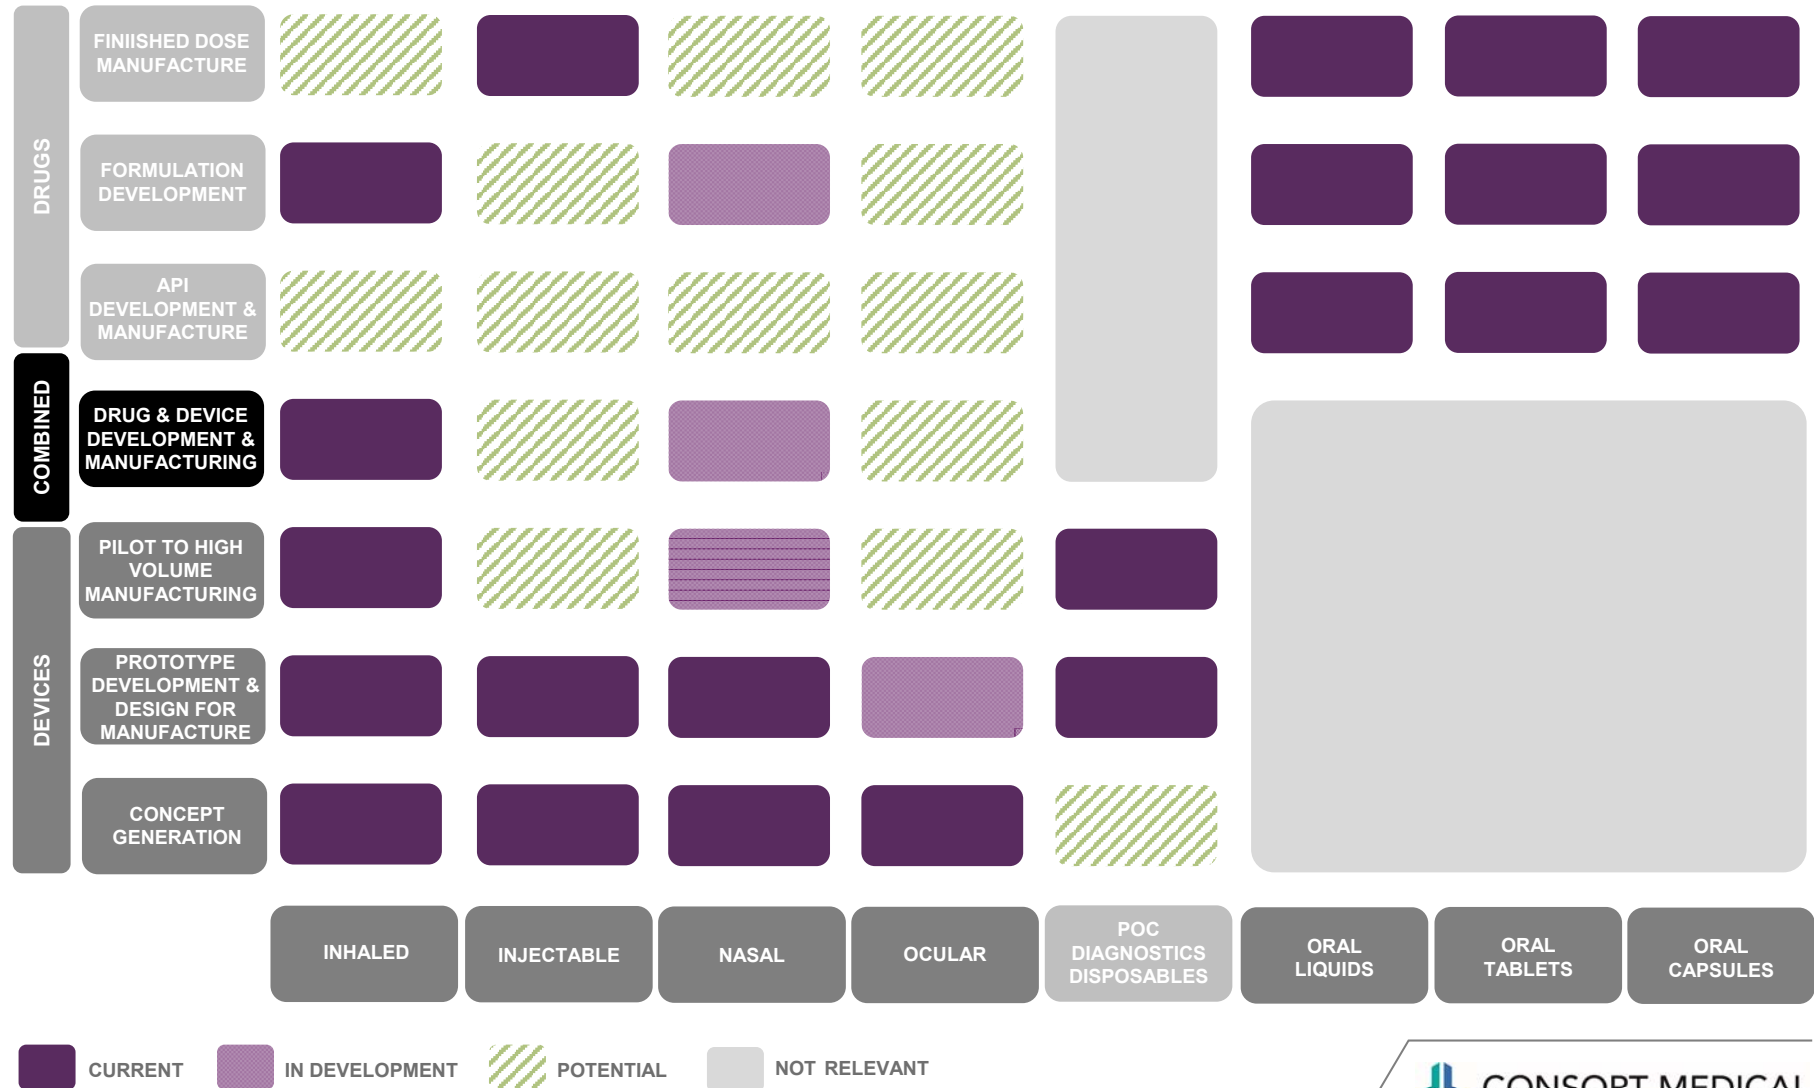 DRUGS
FINIISHED DOSE
MANUFACTURE
FORMULATION
DEVELOPMENT
API
DEVELOPMENT &
MANUFACTURE
COMBINED
DRUG & DEVICE
DEVELOPMENT &
MANUFACTURING
DEVICES
PILOT TO HIGH
VOLUME
MANUFACTURING
PROTOTYPE
DEVELOPMENT &
DESIGN FOR
MANUFACTURE
CONCEPT
GENERATION
INHALED
INJECTABLE
NASAL
OCULAR
POC
DIAGNOSTICS
DISPOSABLES
ORAL
LIQUIDS
ORAL
TABLETS
ORAL
CAPSULES
CURRENT
IN DEVELOPMENT
POTENTIAL
NOT RELEVANT
CONSORT MEDICAL